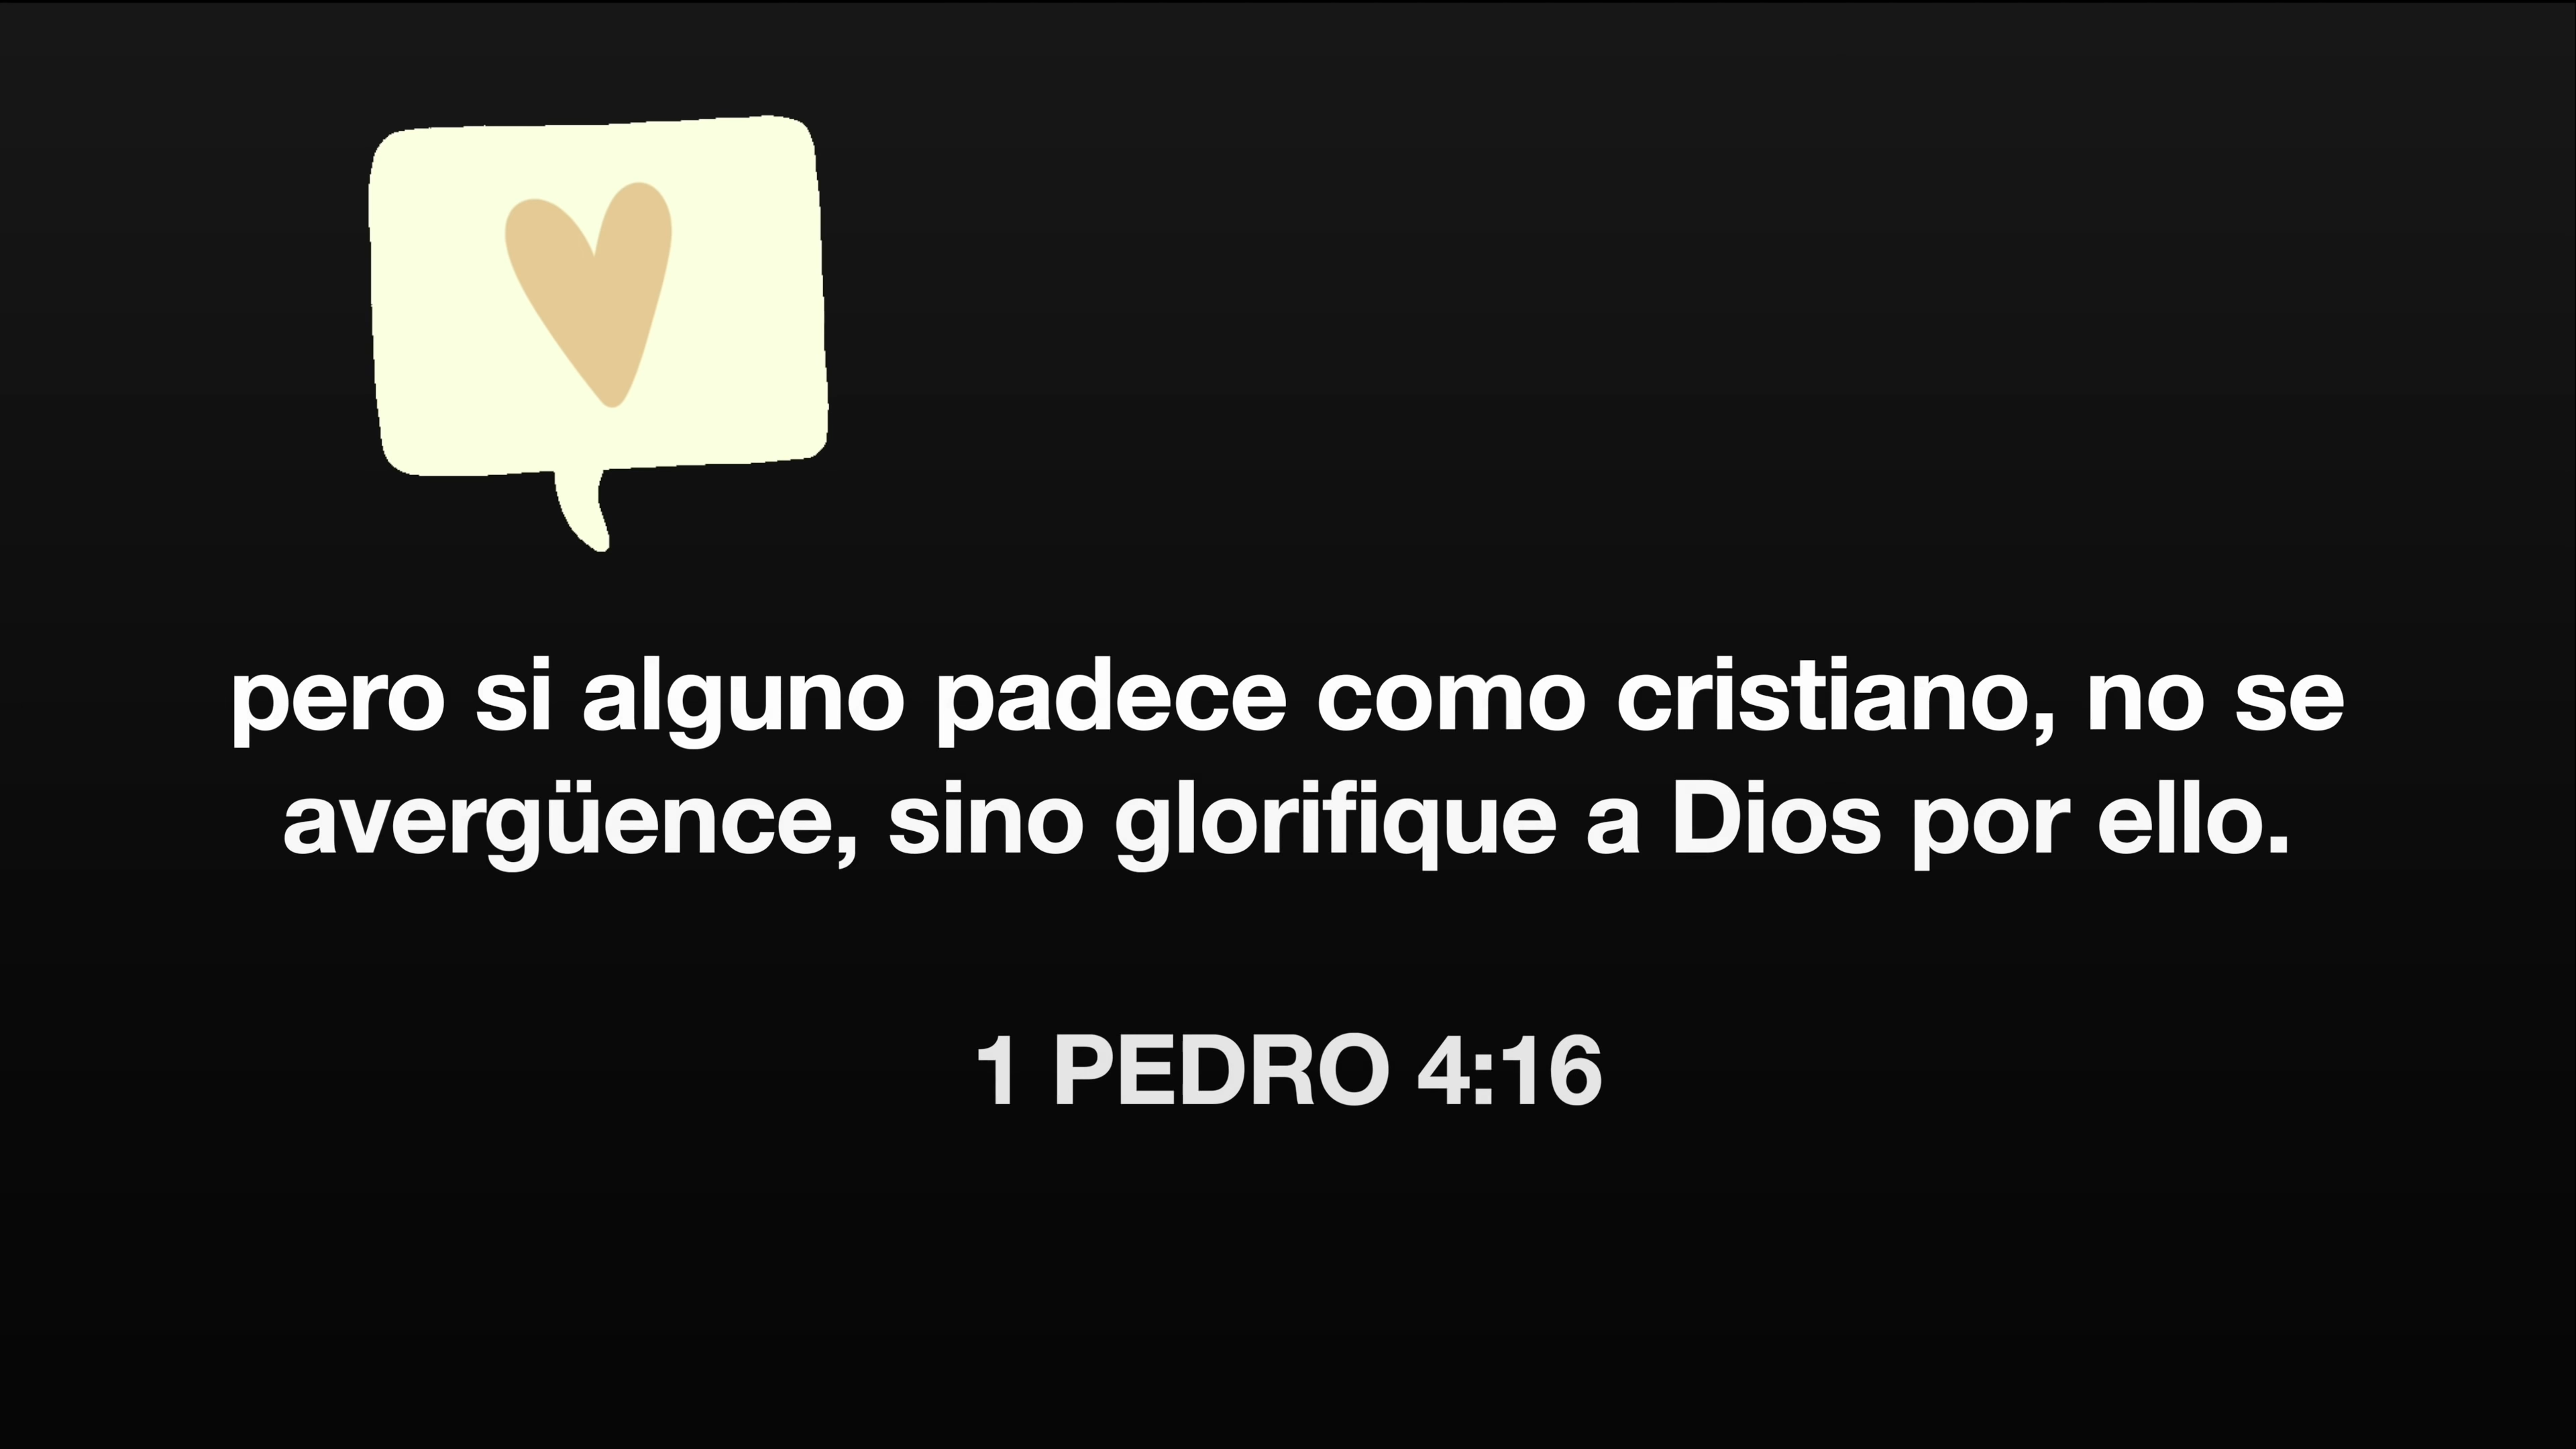 pero si alguno padece como cristiano, no se
avergüence, sino glorifique a Dios por ello.
1 PEDRO 4:16